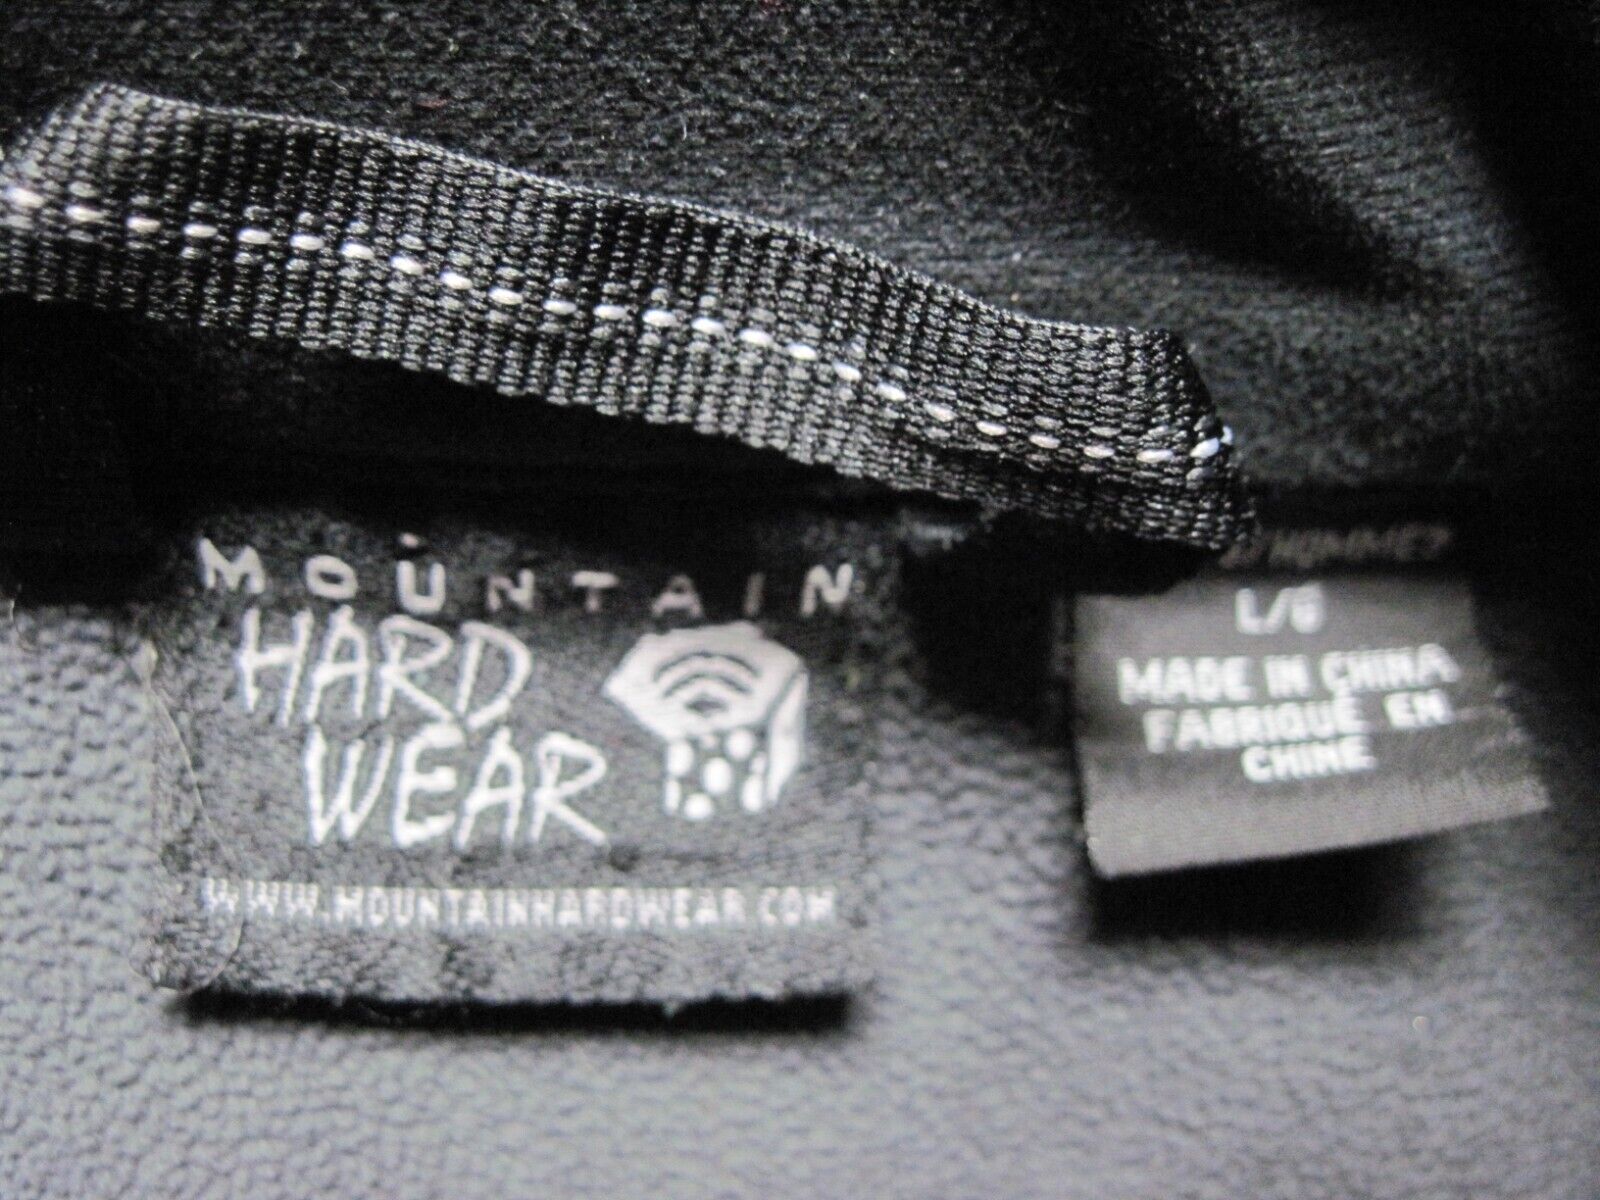 MOUNTAIN
HARD
WEAR
WWW.MOUNTAINHARDWEAR.COM
L/G
MADE IN CHINA
FABRIQUÉ EN
CHINE